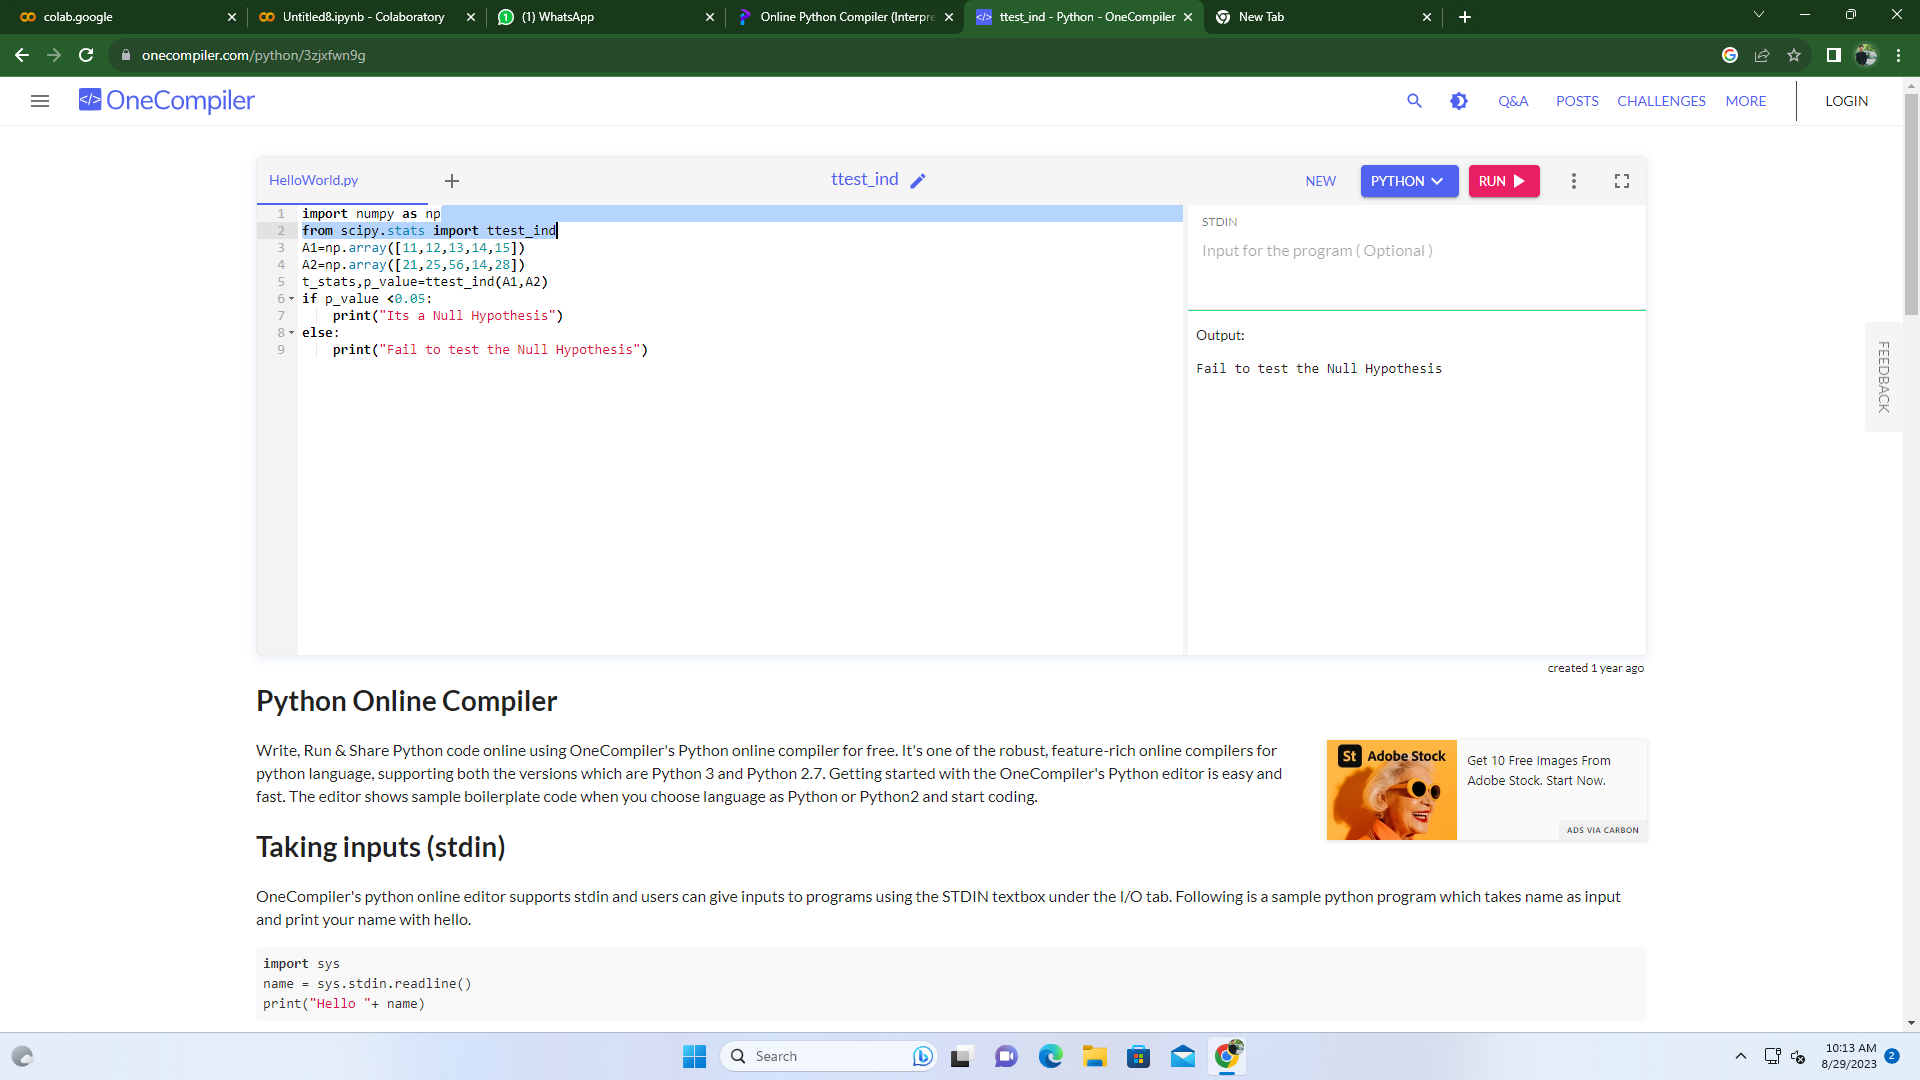 colab.google
Untitled8.ipynb - Colaboratory
(1) WhatsApp
Online Python Compiler (Interpre
ttest_ind - Python - OneCompiler
New Tab
onecompiler.com/python/3zjxfwn9g
</> OneCompiler
Q&A POSTS CHALLENGES MORE LOGIN
HelloWorld.py
ttest_ind
NEW PYTHON RUN
1 import numpy as np
2 from scipy.stats import ttest_ind
3 A1=np.array([11,12,13,14,15])
4 A2=np.array([21,25,56,14,28])
5 t_stats,p_value=ttest_ind(A1,A2)
6 if p_value <0.05:
7 print("Its a Null Hypothesis")
8 else:
9 print("Fail to test the Null Hypothesis")
STDIN
Input for the program ( Optional )
Output:
Fail to test the Null Hypothesis
FEEDBACK
created 1 year ago
Python Online Compiler
Write, Run & Share Python code online using OneCompiler's Python online compiler for free. It's one of the robust, feature-rich online compilers for
python language, supporting both the versions which are Python 3 and Python 2.7. Getting started with the OneCompiler's Python editor is easy and
fast. The editor shows sample boilerplate code when you choose language as Python or Python2 and start coding.
St Adobe Stock
Get 10 Free Images From
Adobe Stock. Start Now.
ADS VIA CARBON
Taking inputs (stdin)
OneCompiler's python online editor supports stdin and users can give inputs to programs using the STDIN textbox under the I/O tab. Following is a sample python program which takes name as input
and print your name with hello.
import sys
name = sys.stdin.readline()
print("Hello "+ name)
Search
10:13 AM
8/29/2023
2